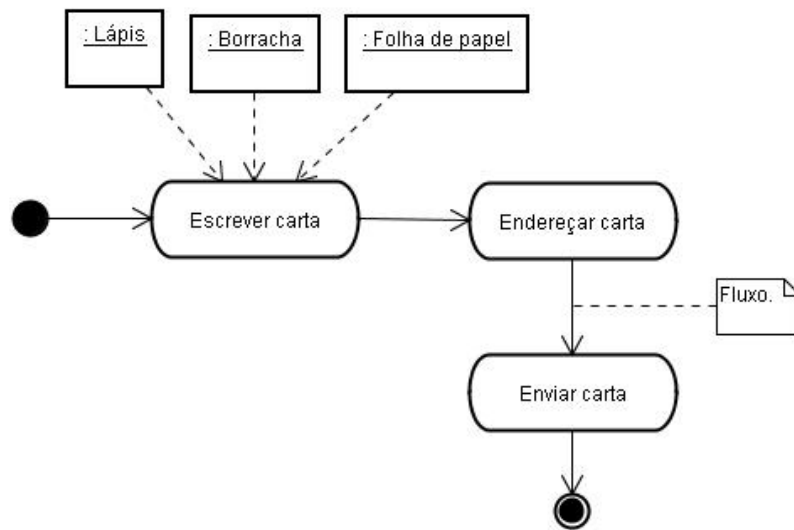 : Lápis
: Borracha
: Folha de papel
Escrever carta
Endereçar carta
Fluxo.
Enviar carta